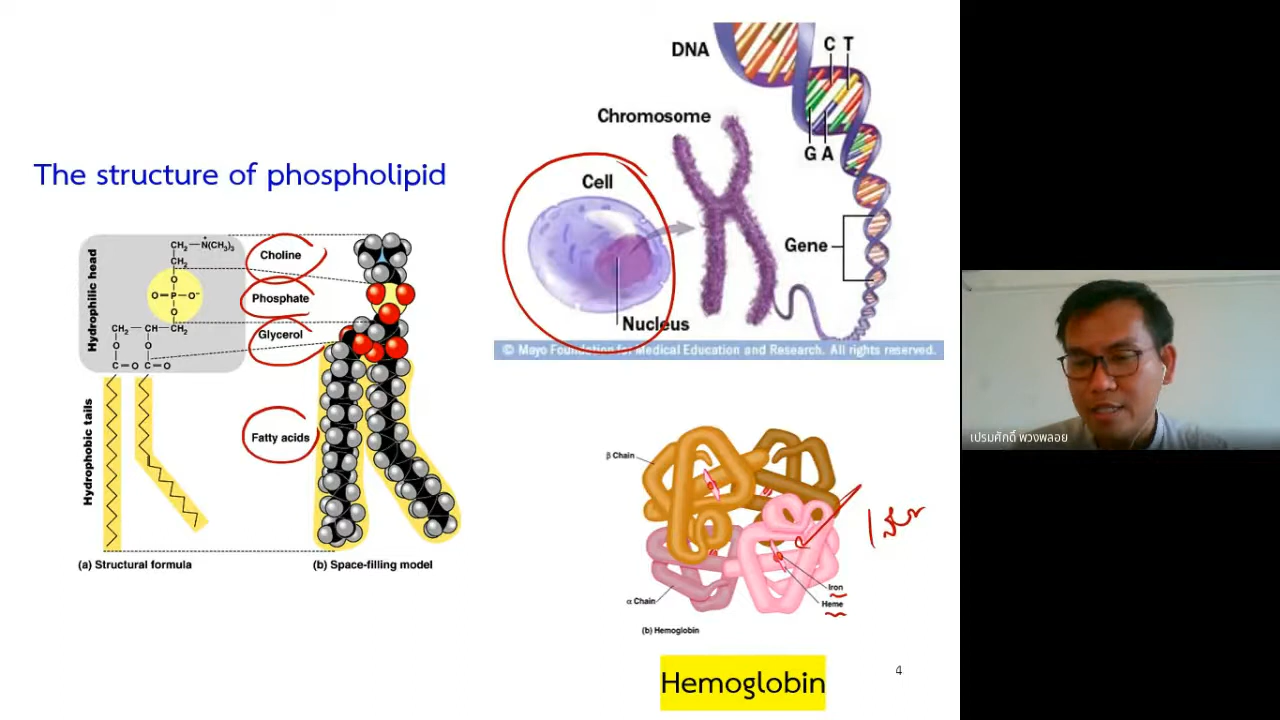 The structure of phospholipid
Hydrophilic head
CH₂ — N(CH₃)₃
+
CH₂
O
O — P — O⁻
O
CH₂ — CH — CH₂
O O
C — O C — O
Hydrophobic tails
Choline
Phosphate
Glycerol
Fatty acids
(a) Structural formula
(b) Space-filling model
DNA
C T
Chromosome
G A
Cell
Gene
Nucleus
© Mayo Foundation for Medical Education and Research. All rights reserved.
β Chain
Iron
Heme
α Chain
(b) Hemoglobin
Hemoglobin
4
เปรมศักดิ์ พวงพลอย